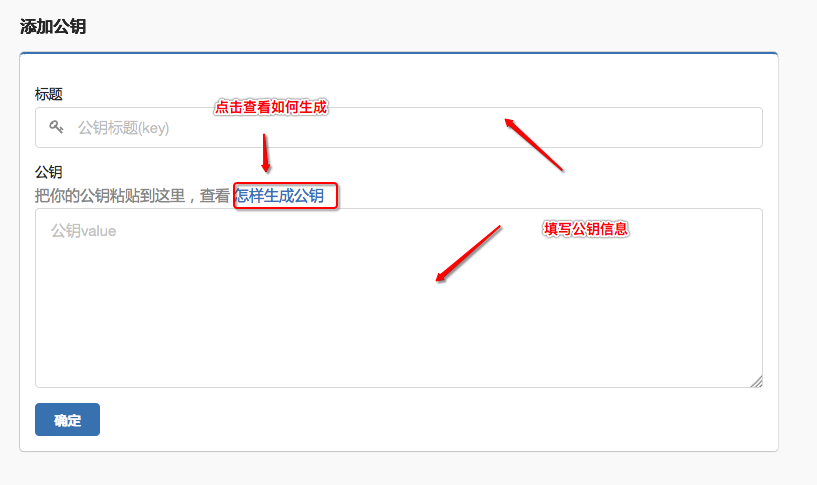 添加公钥
标题
点击查看如何生成
公钥标题(key)
公钥
把你的公钥粘贴到这里，查看 怎样生成公钥
公钥value
填写公钥信息
确定